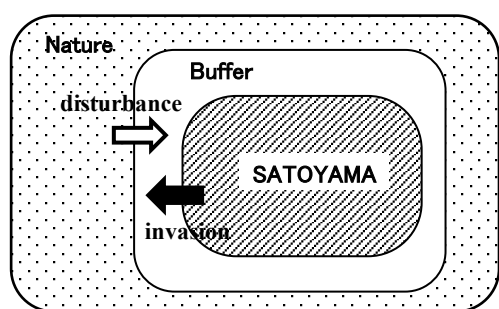 Nature
Buffer
disturbance
SATOYAMA
invasion